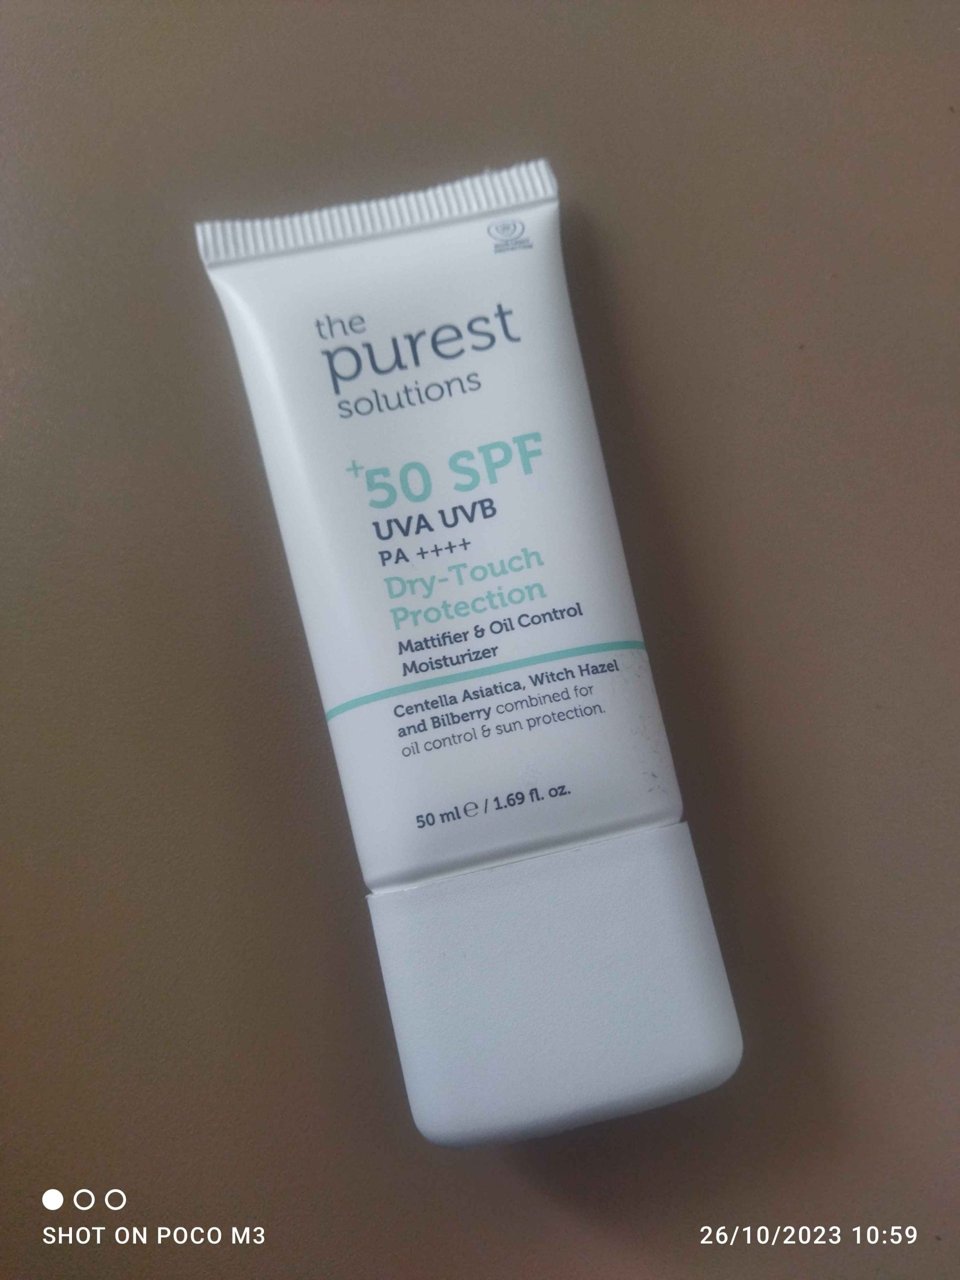 the
purest
solutions
+50 SPF
UVA UVB
PA ++++
Dry-Touch
Protection
Mattifier & Oil Control
Moisturizer
Centella Asiatica, Witch Hazel
and Bilberry combined for
oil control & sun protection.
50 ml ℮ / 1.69 fl. oz.
SHOT ON POCO M3
26/10/2023 10:59